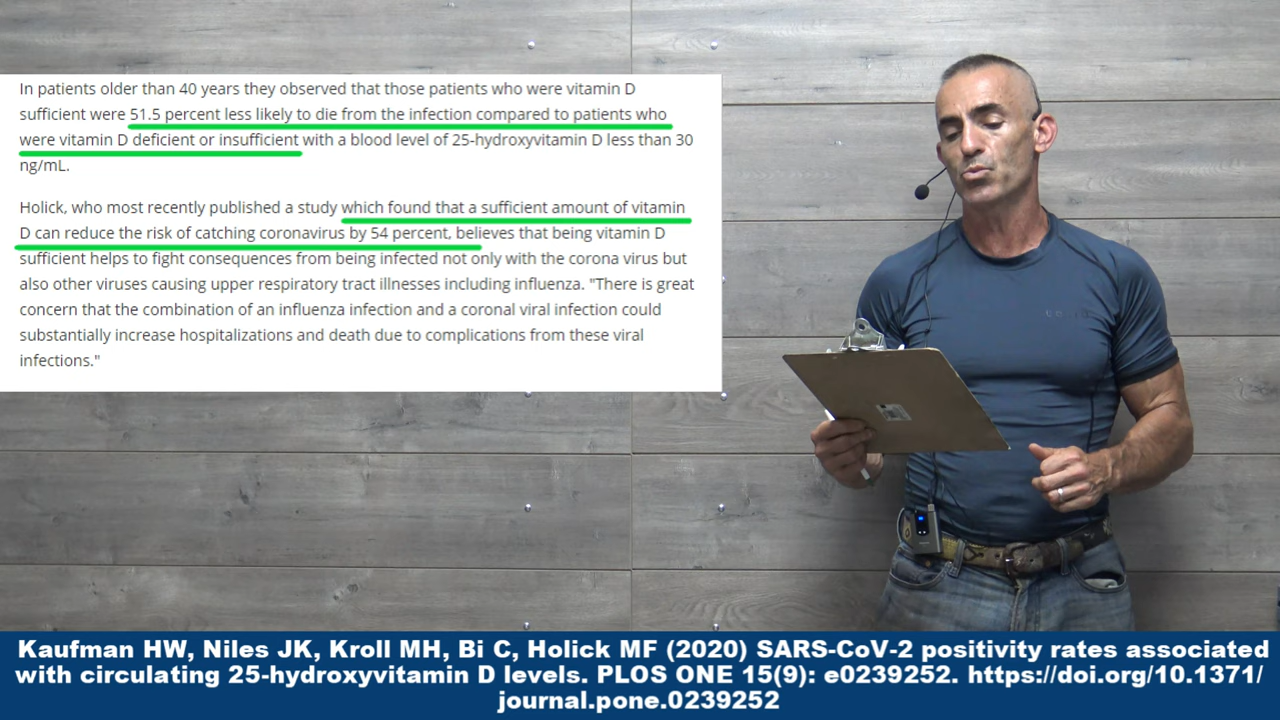 In patients older than 40 years they observed that those patients who were vitamin D
sufficient were 51.5 percent less likely to die from the infection compared to patients who
were vitamin D deficient or insufficient with a blood level of 25-hydroxyvitamin D less than 30
ng/mL.
Holick, who most recently published a study which found that a sufficient amount of vitamin
D can reduce the risk of catching coronavirus by 54 percent, believes that being vitamin D
sufficient helps to fight consequences from being infected not only with the corona virus but
also other viruses causing upper respiratory tract illnesses including influenza. "There is great
concern that the combination of an influenza infection and a coronal viral infection could
substantially increase hospitalizations and death due to complications from these viral
infections."
Kaufman HW, Niles JK, Kroll MH, Bi C, Holick MF (2020) SARS-CoV-2 positivity rates associated
with circulating 25-hydroxyvitamin D levels. PLOS ONE 15(9): e0239252. https://doi.org/10.1371/
journal.pone.0239252